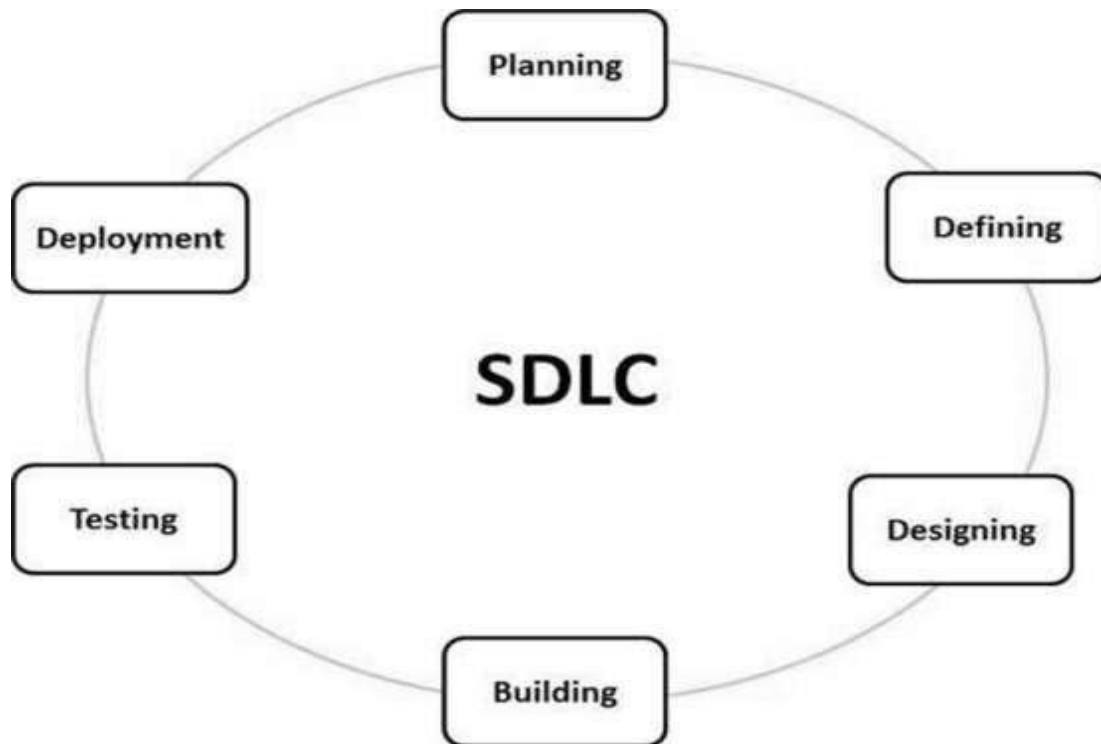 Planning
Defining
Designing
Building
Testing
Deployment
SDLC